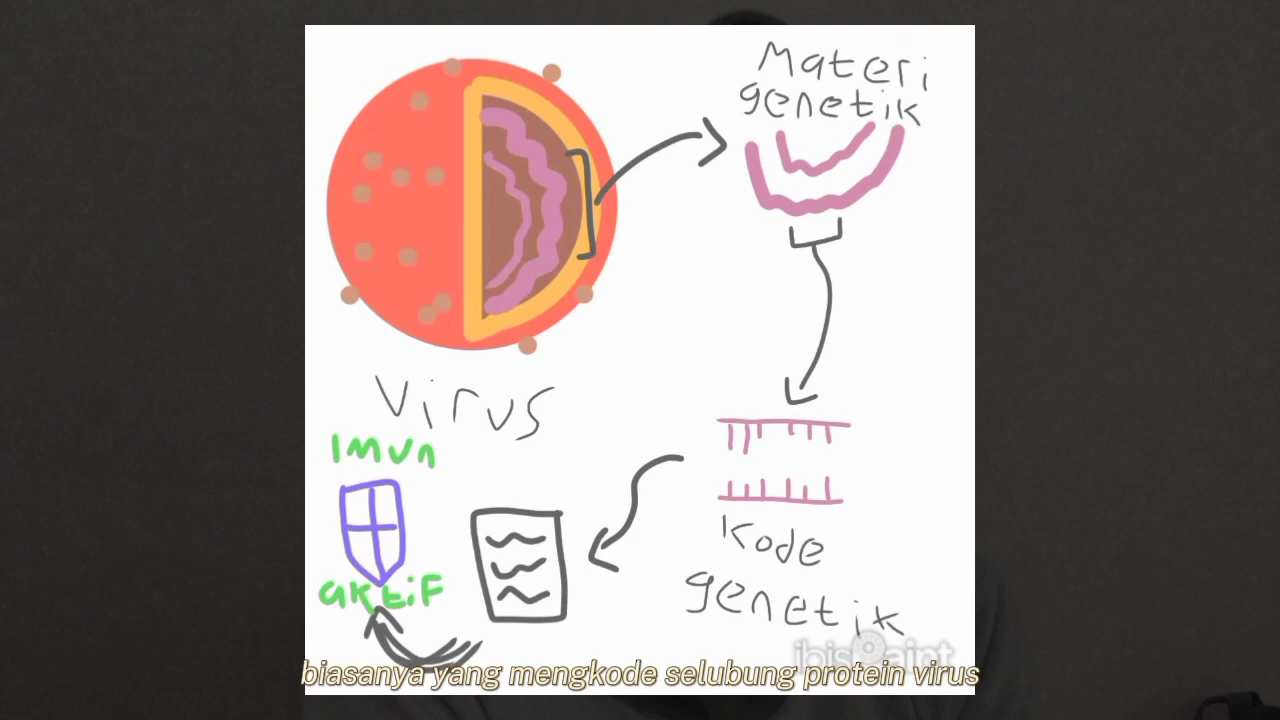 Materi
genetik
Virus
Imun
aktif
Kode
genetik
ibisPaint
biasanya yang mengkode selubung protein virus